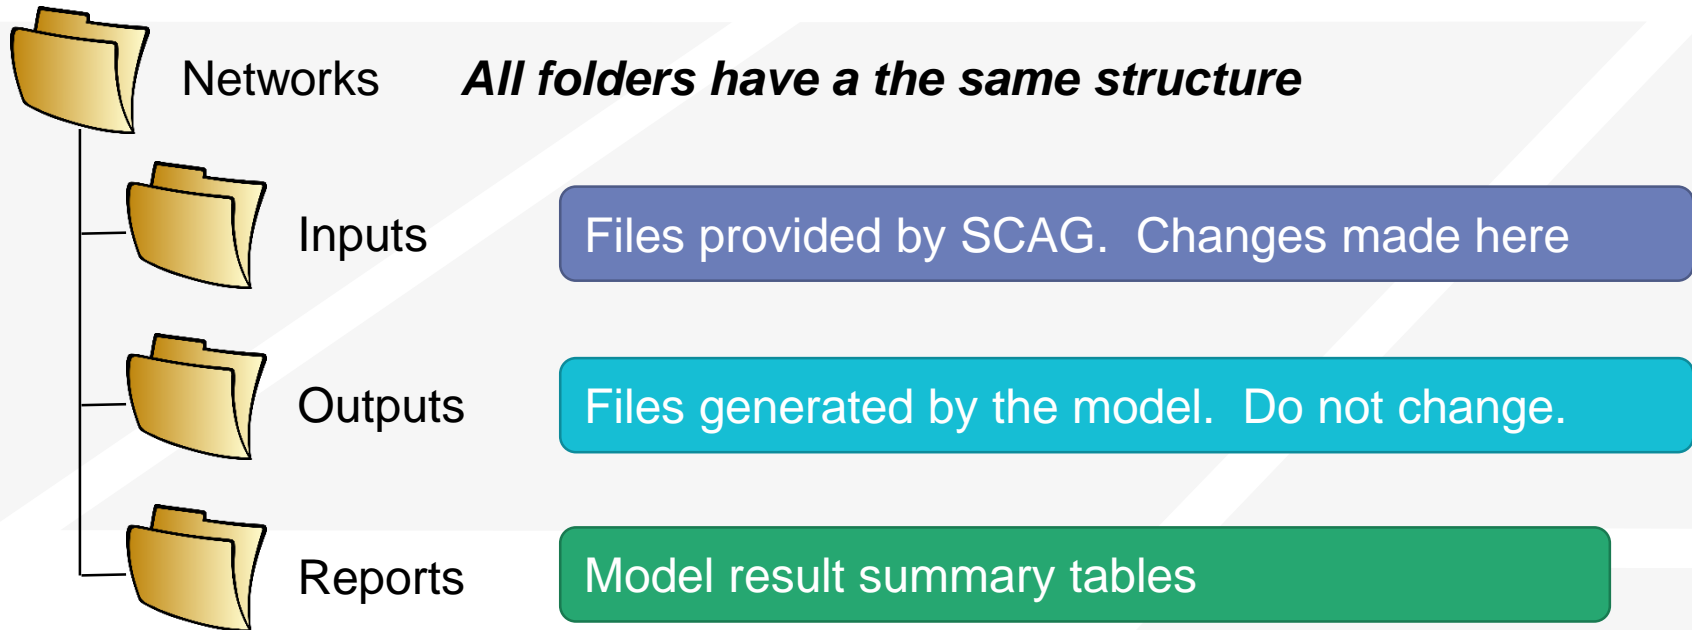 Networks All folders have a the same structure
Inputs Files provided by SCAG.  Changes made here
Outputs Files generated by the model.  Do not change.
Reports Model result summary tables